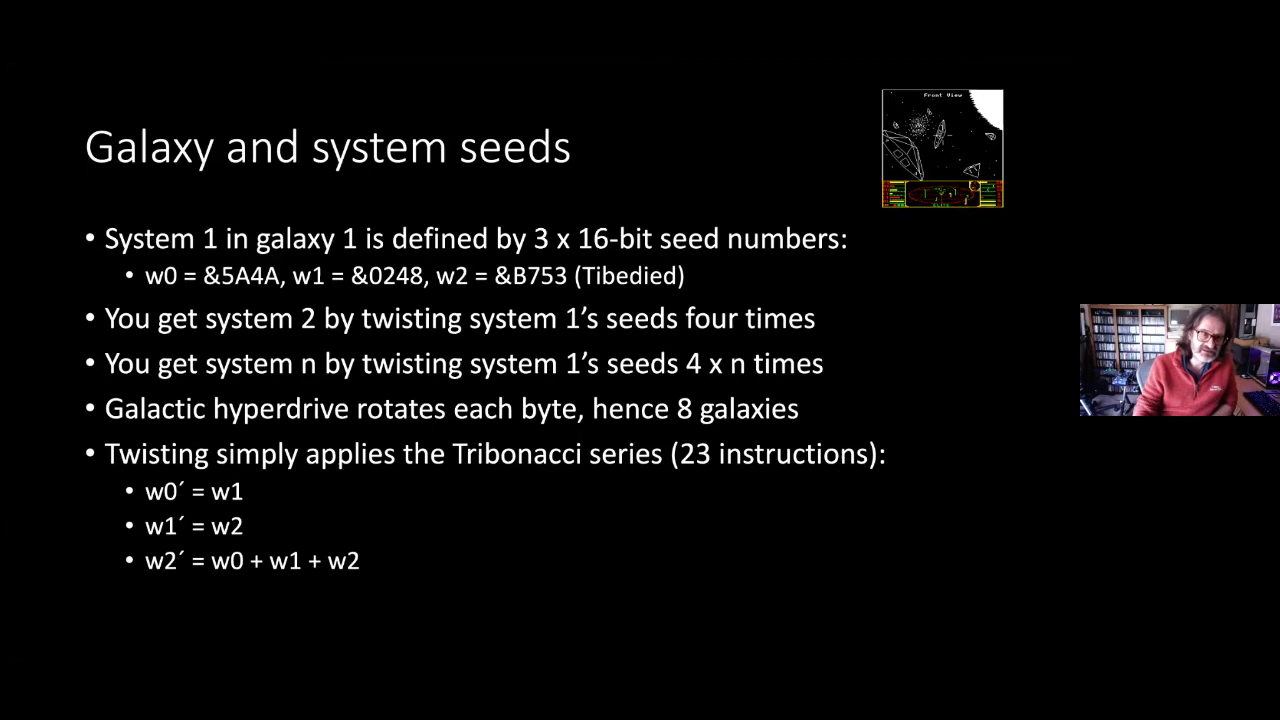 Front View
Galaxy and system seeds
• System 1 in galaxy 1 is defined by 3 x 16-bit seed numbers:
• w0 = &5A4A, w1 = &0248, w2 = &B753 (Tibedied)
• You get system 2 by twisting system 1’s seeds four times
• You get system n by twisting system 1’s seeds 4 x n times
• Galactic hyperdrive rotates each byte, hence 8 galaxies
• Twisting simply applies the Tribonacci series (23 instructions):
• w0´ = w1
• w1´ = w2
• w2´ = w0 + w1 + w2